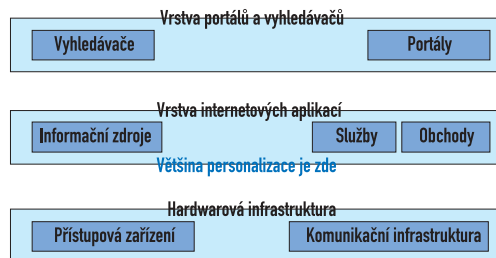 Vrstva portálů a vyhledávačů
Vyhledávače
Portály
Vrstva internetových aplikací
Informační zdroje
Služby
Obchody
Většina personalizace je zde
Hardwarová infrastruktura
Přístupová zařízení
Komunikační infrastruktura